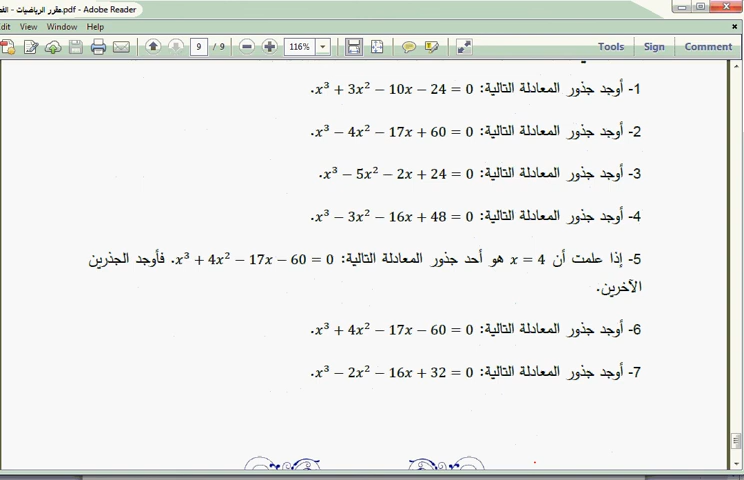 مقرر الرياضيات - الفص.pdf - Adobe Reader
dit View Window Help
9 / 9 116% Tools Sign Comment
1- أوجد جذور المعادلة التالية: x³ + 3x² − 10x − 24 = 0.
2- أوجد جذور المعادلة التالية: x³ − 4x² − 17x + 60 = 0.
3- أوجد جذور المعادلة التالية: x³ − 5x² − 2x + 24 = 0.
4- أوجد جذور المعادلة التالية: x³ − 3x² − 16x + 48 = 0.
5- إذا علمت أن x = 4 هو أحد جذور المعادلة التالية: x³ + 4x² − 17x − 60 = 0. فأوجد الجذرين
الآخرين.
6- أوجد جذور المعادلة التالية: x³ + 4x² − 17x − 60 = 0.
7- أوجد جذور المعادلة التالية: x³ − 2x² − 16x + 32 = 0.